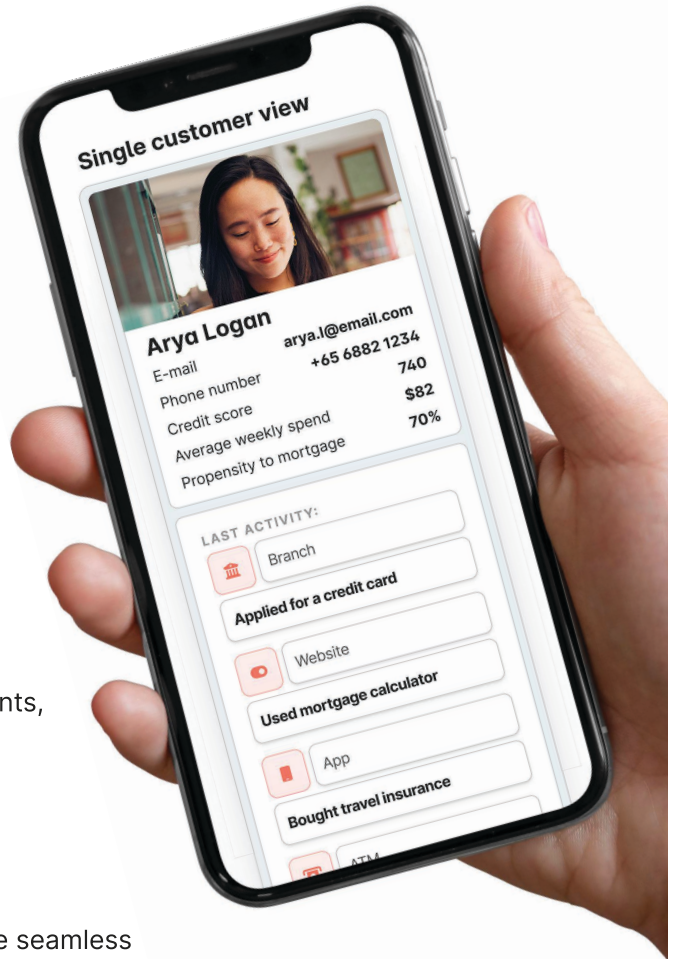 Single customer view
Arya Logan
E-mail arya.l@email.com
Phone number +65 6882 1234
Credit score 740
Average weekly spend $82
Propensity to mortgage 70%
LAST ACTIVITY:
Branch
Applied for a credit card
Website
Used mortgage calculator
nts,
App
Bought travel insurance
ATM
e seamless